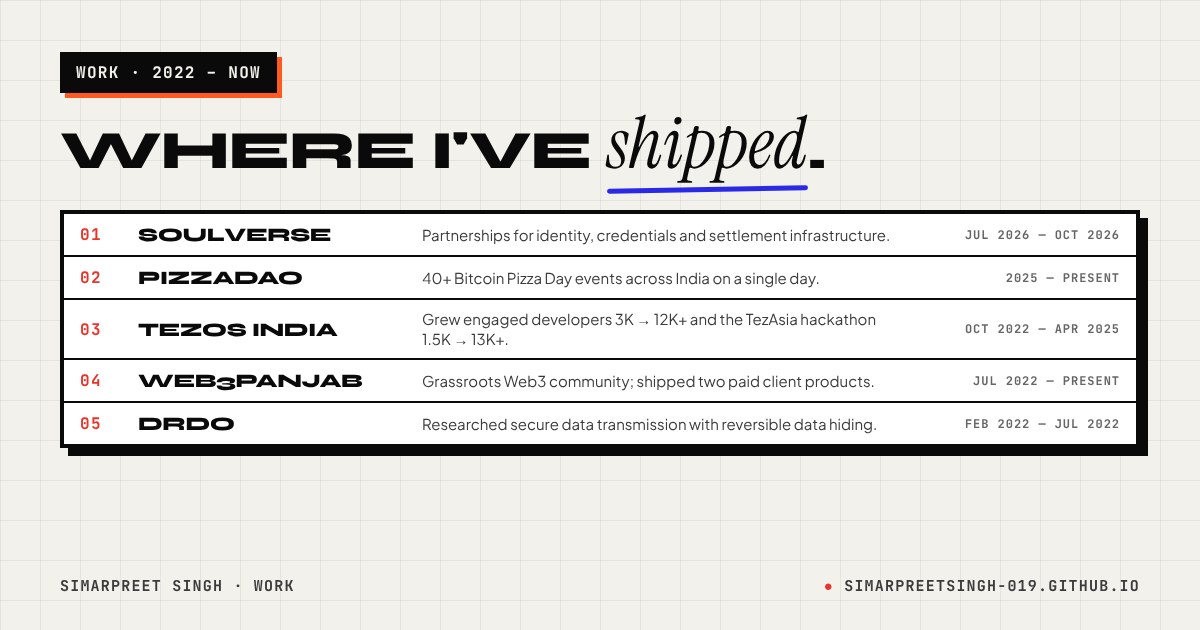 WORK · 2022 — NOW
WHERE I'VE shipped.
01 SOULVERSE Partnerships for identity, credentials and settlement infrastructure. JUL 2026 — OCT 2026
02 PIZZADAO 40+ Bitcoin Pizza Day events across India on a single day. 2025 — PRESENT
03 TEZOS INDIA Grew engaged developers 3K → 12K+ and the TezAsia hackathon
1.5K → 13K+. OCT 2022 — APR 2025
04 WEB3PANJAB Grassroots Web3 community; shipped two paid client products. JUL 2022 — PRESENT
05 DRDO Researched secure data transmission with reversible data hiding. FEB 2022 — JUL 2022
SIMARPREET SINGH · WORK
● SIMARPREETSINGH-019.GITHUB.IO